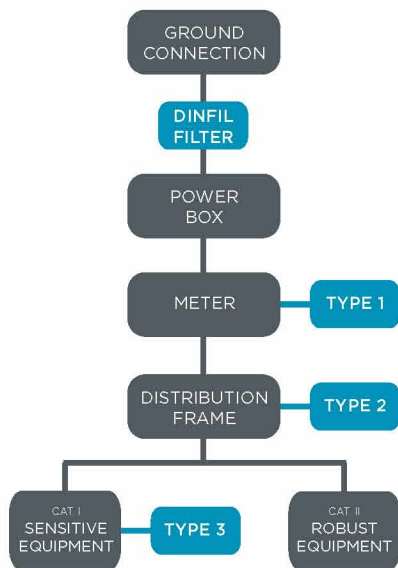 GROUND
CONNECTION
DINFIL
FILTER
POWER
BOX
METER
TYPE 1
DISTRIBUTION
FRAME
TYPE 2
CAT. I
SENSITIVE
EQUIPMENT
TYPE 3
CAT. II
ROBUST
EQUIPMENT